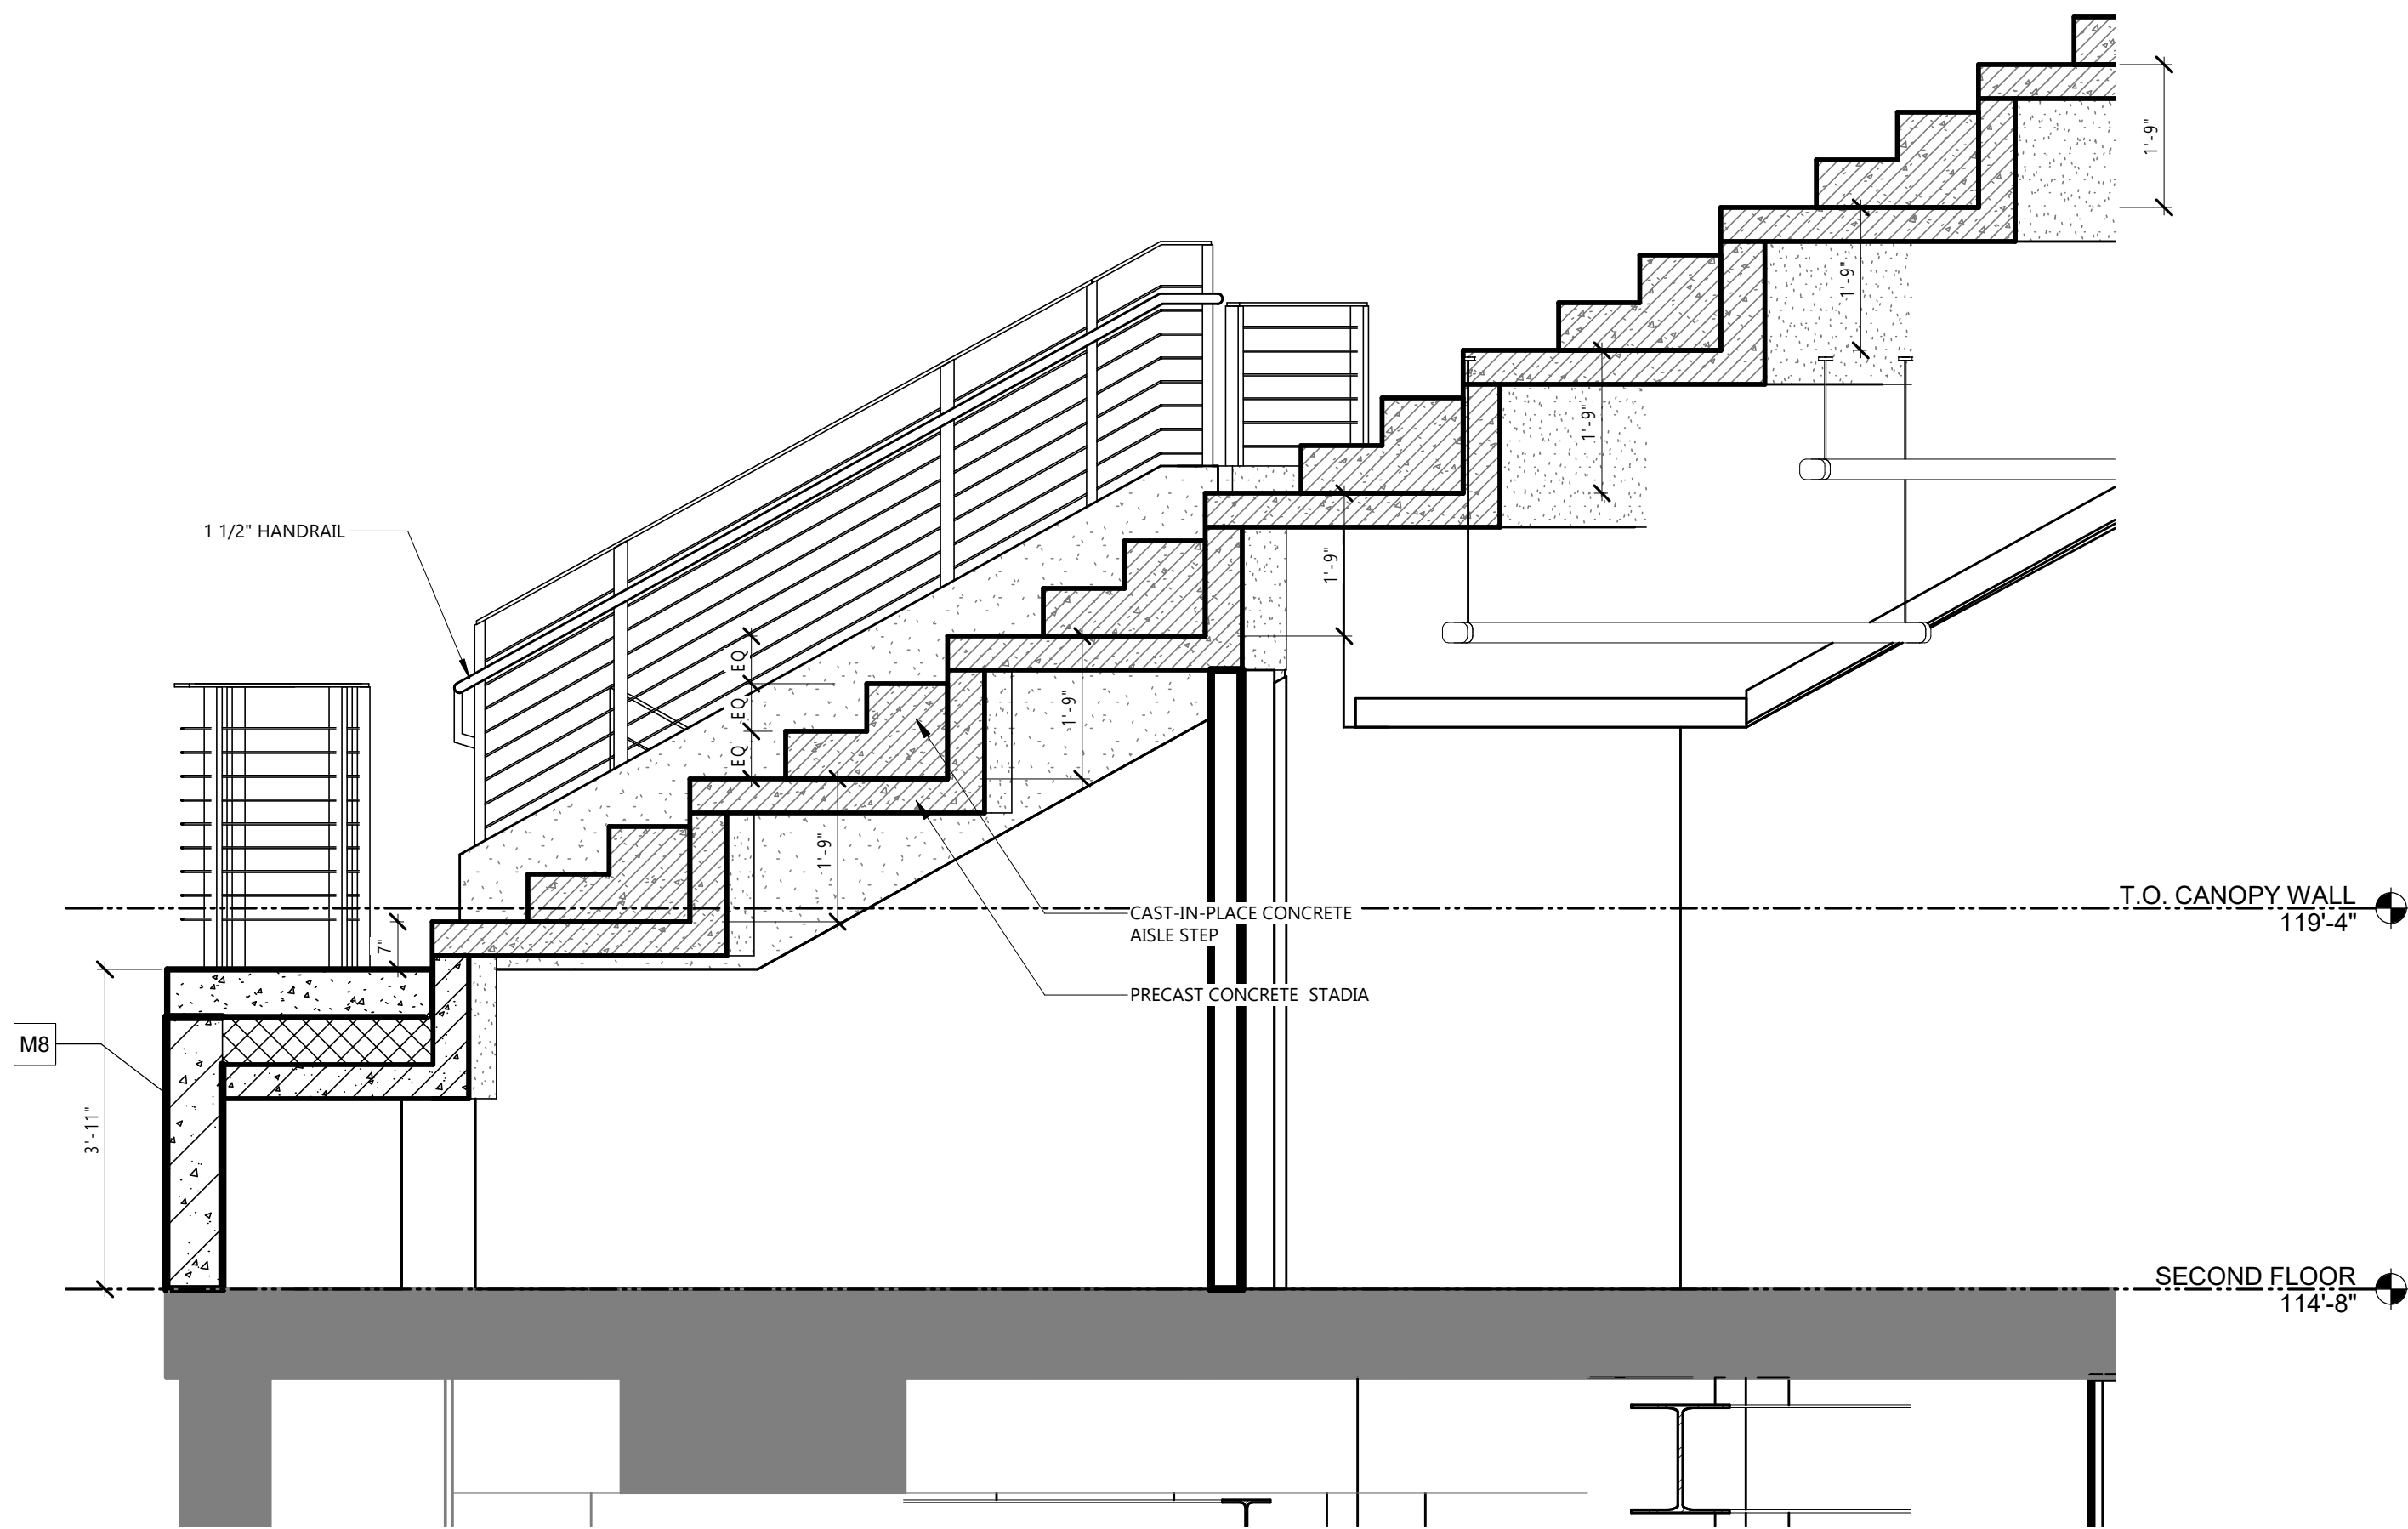 1'-9"
1'-9"
1'-9"
1 1/2" HANDRAIL
1'-9"
EQ
EQ
EQ
1'-9"
1'-9"
T.O. CANOPY WALL
119'-4"
CAST-IN-PLACE CONCRETE
AISLE STEP
7"
PRECAST CONCRETE STADIA
M8
3'-11"
SECOND FLOOR
114'-8"